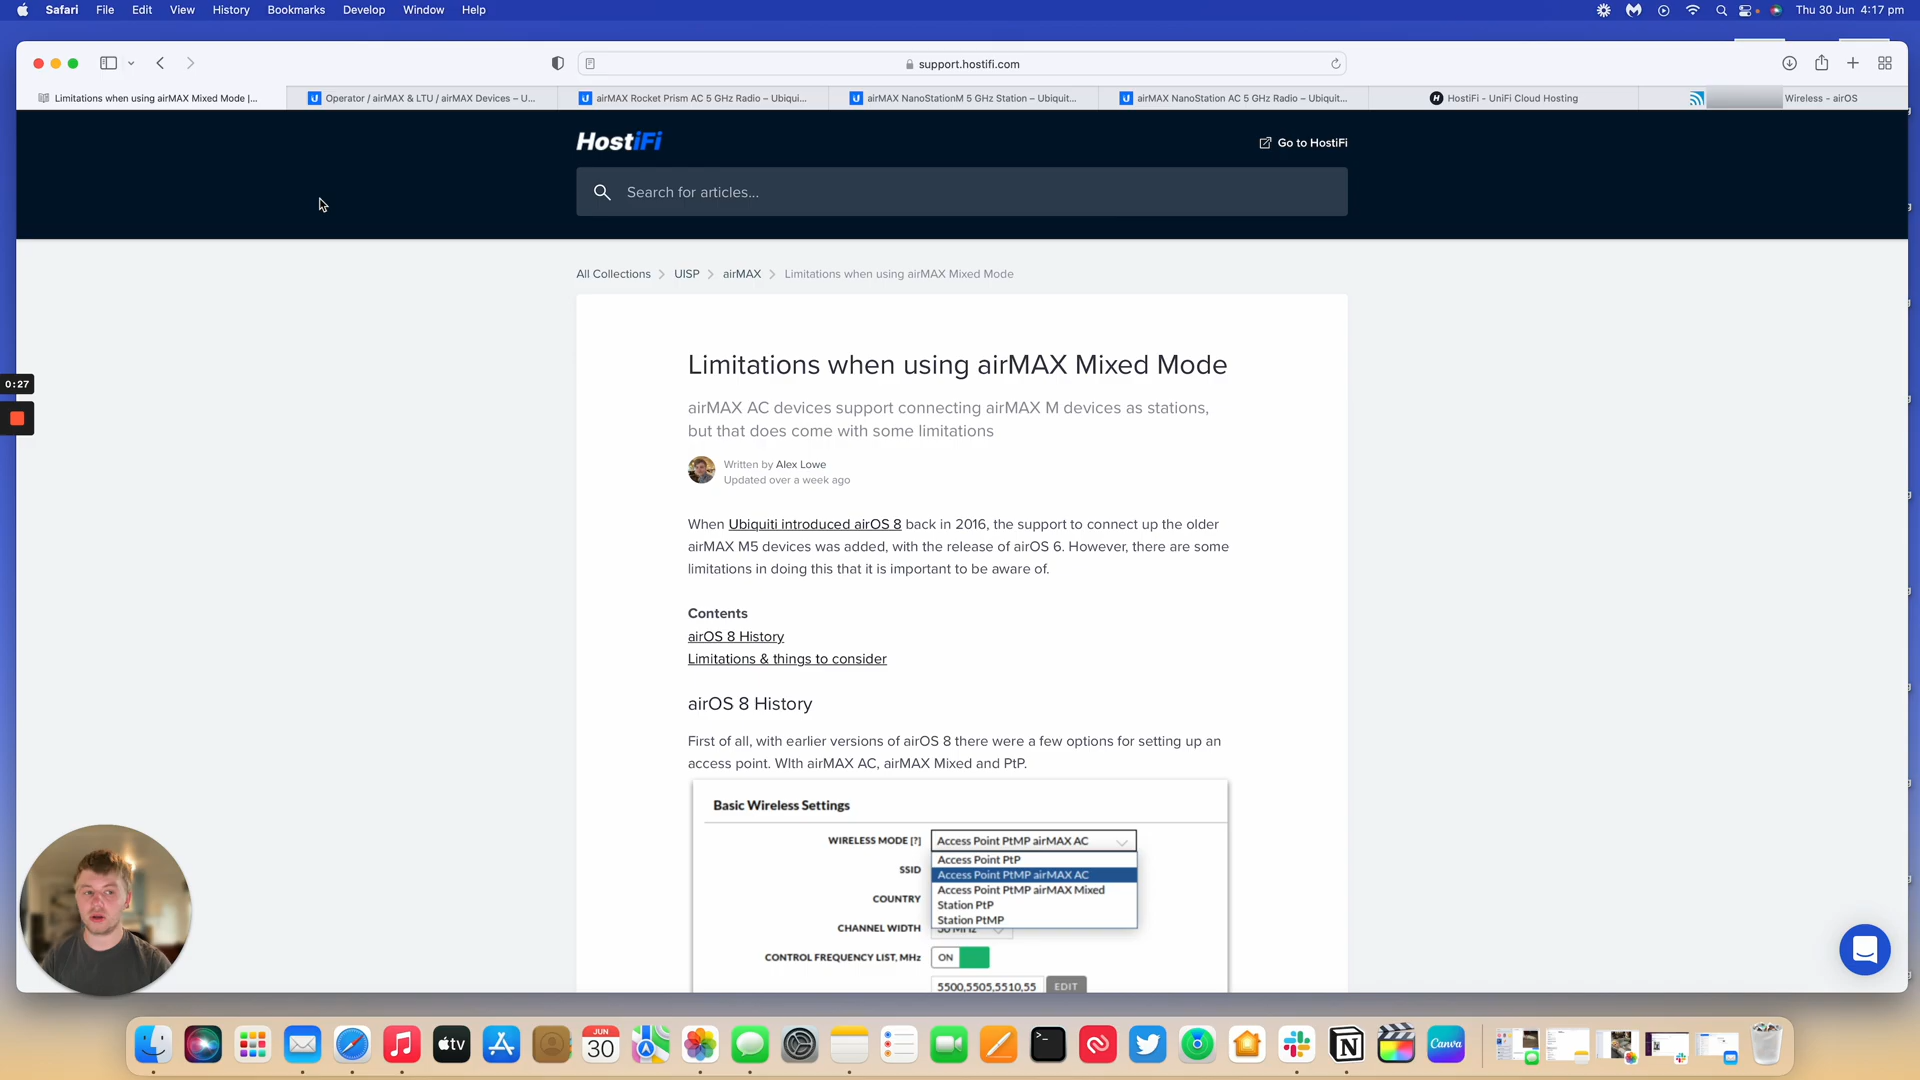 Safari File Edit View History Bookmarks Develop Window Help Thu 30 Jun 4:17 pm
support.hostifi.com
Limitations when using airMAX Mixed Mode |... Operator / airMAX & LTU / airMAX Devices – U... airMAX Rocket Prism AC 5 GHz Radio – Ubiqui... airMAX NanoStationM 5 GHz Station – Ubiquit... airMAX NanoStation AC 5 GHz Radio – Ubiquit... HostiFi - UniFi Cloud Hosting Wireless - airOS
HostiFi
Go to HostiFi
Search for articles...
All Collections > UISP > airMAX > Limitations when using airMAX Mixed Mode
Limitations when using airMAX Mixed Mode
airMAX AC devices support connecting airMAX M devices as stations,
but that does come with some limitations
Written by Alex Lowe
Updated over a week ago
0:27
When Ubiquiti introduced airOS 8 back in 2016, the support to connect up the older
airMAX M5 devices was added, with the release of airOS 6. However, there are some
limitations in doing this that it is important to be aware of.
Contents
airOS 8 History
Limitations & things to consider
airOS 8 History
First of all, with earlier versions of airOS 8 there were a few options for setting up an
access point. WIth airMAX AC, airMAX Mixed and PtP.
Basic Wireless Settings
WIRELESS MODE [?] Access Point PtMP airMAX AC
Access Point PtP
SSID
Access Point PtMP airMAX AC
Access Point PtMP airMAX Mixed
COUNTRY
Station PtP
Station PtMP
CHANNEL WIDTH
CONTROL FREQUENCY LIST, MHz ON
5500,5505,5510,55 EDIT
tv
JUN
30
Canva